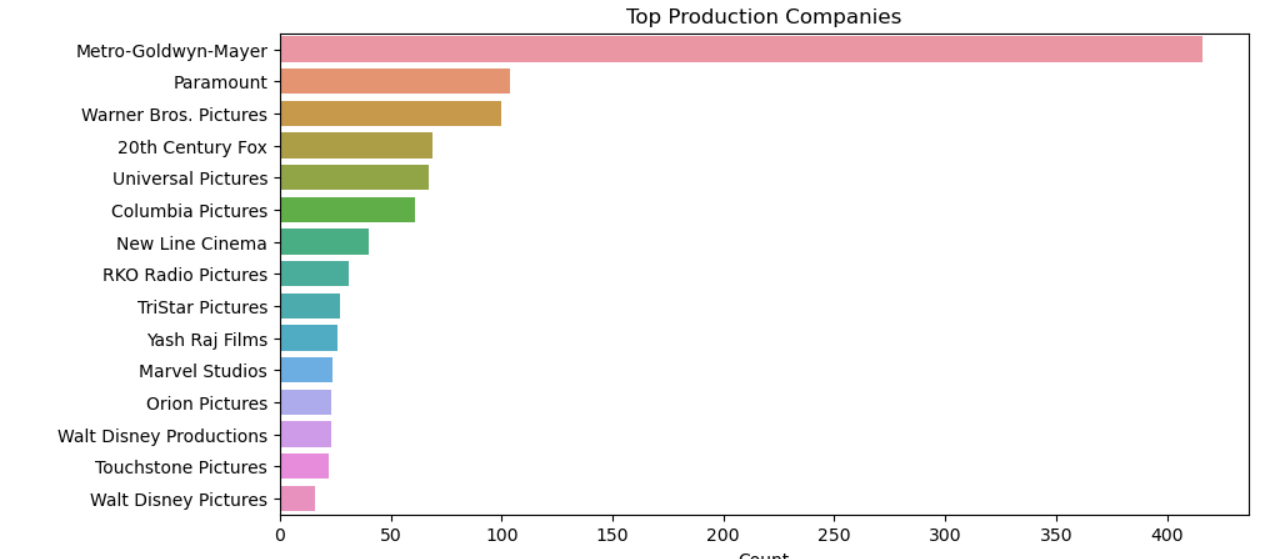 Top Production Companies
Metro-Goldwyn-Mayer
Paramount
Warner Bros. Pictures
20th Century Fox
Universal Pictures
Columbia Pictures
New Line Cinema
RKO Radio Pictures
TriStar Pictures
Yash Raj Films
Marvel Studios
Orion Pictures
Walt Disney Productions
Touchstone Pictures
Walt Disney Pictures
0 50 100 150 200 250 300 350 400
Count